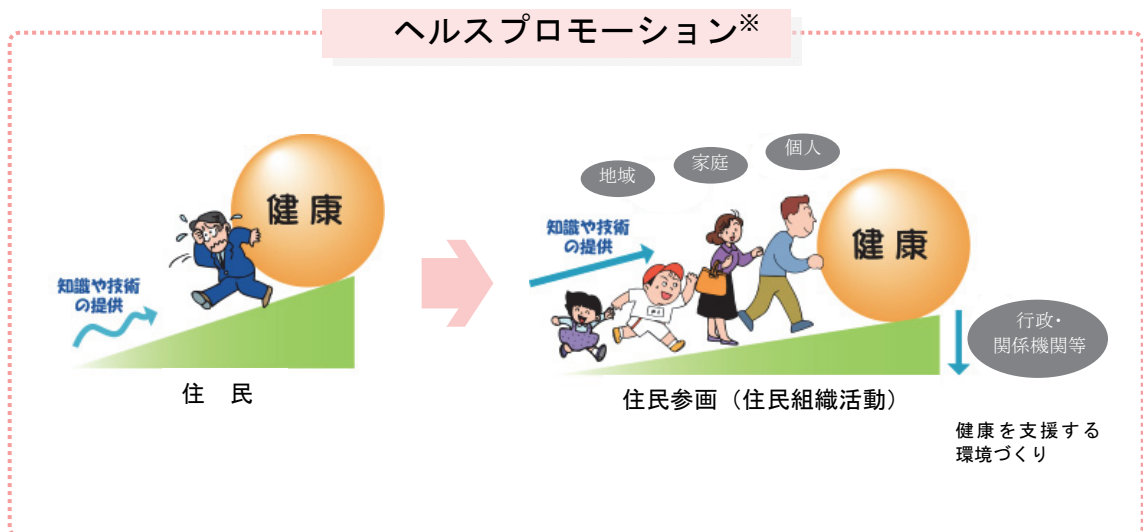 ヘルスプロモーション※
健康
知識や技術
の提供
住 民
地域
家庭
個人
知識や技術
の提供
健康
行政・
関係機関等
住民参画（住民組織活動）
健康を支援する
環境づくり